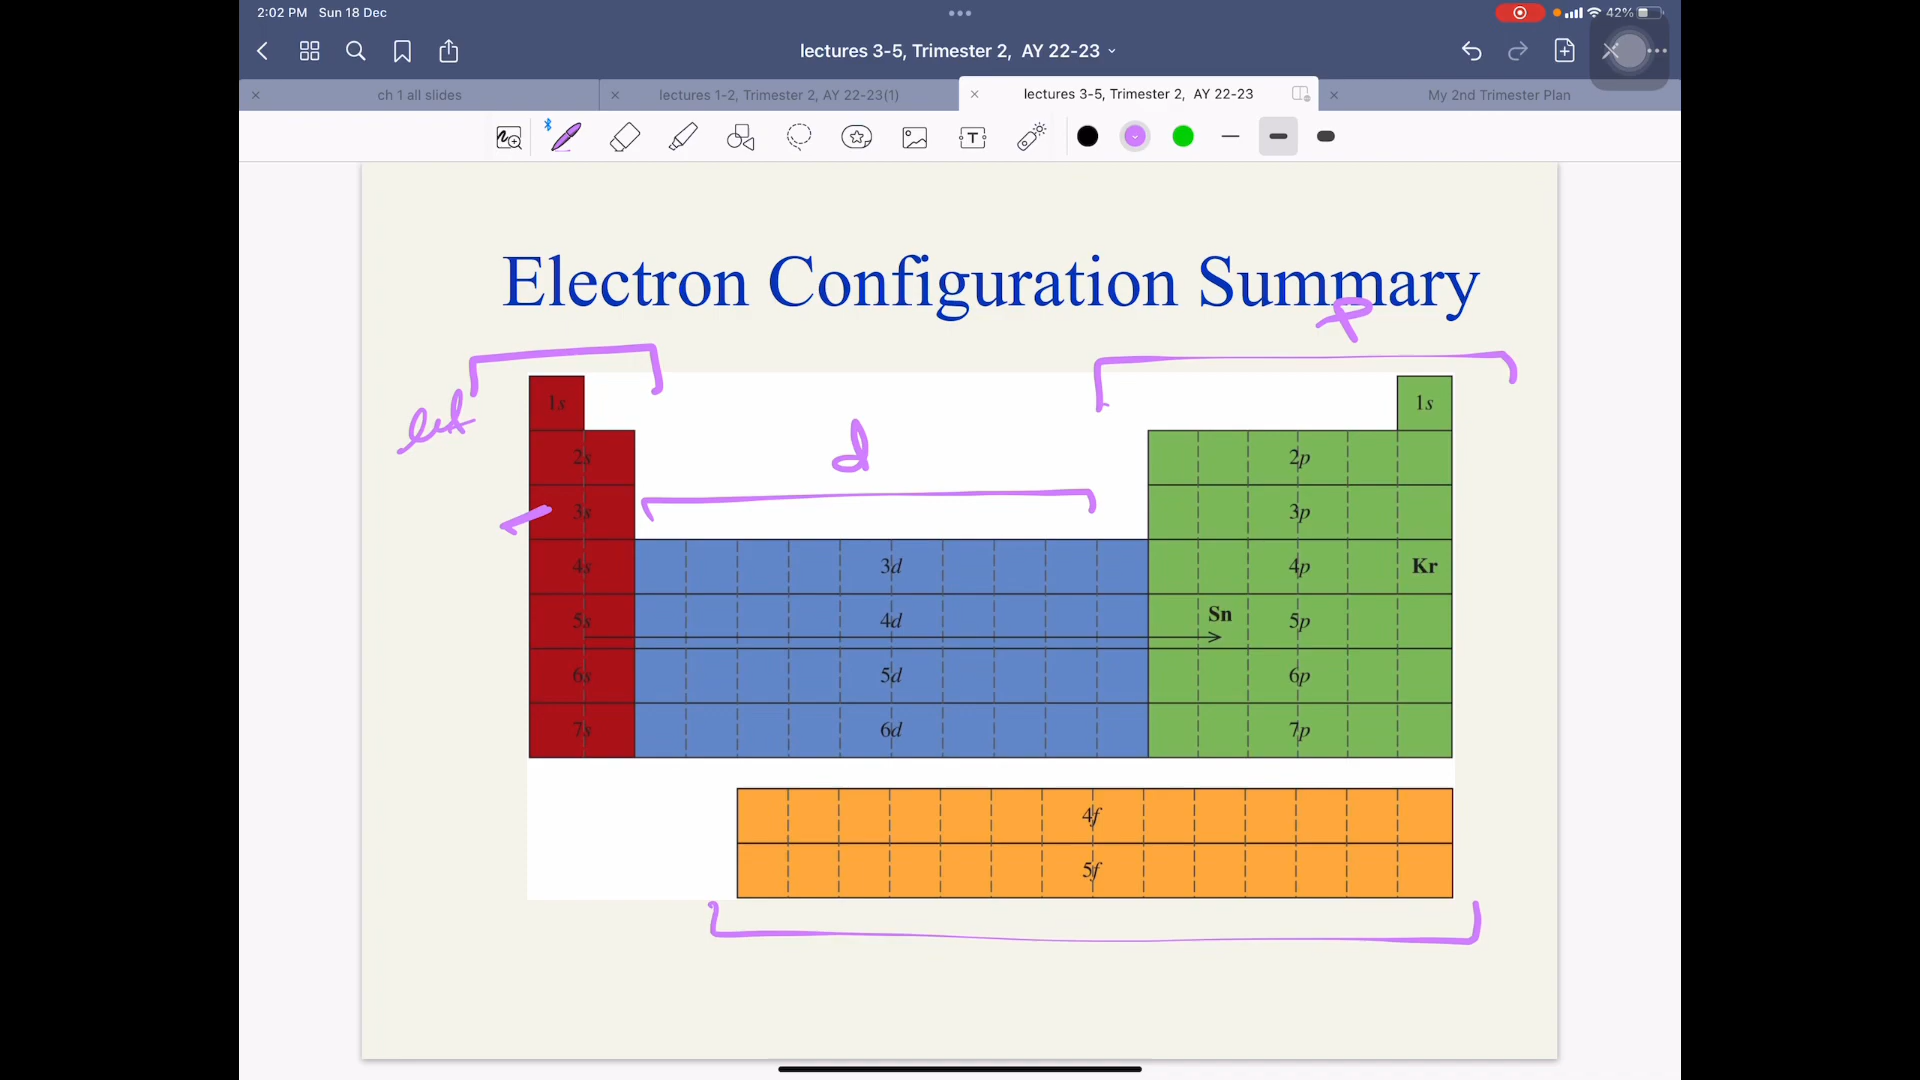 2:02 PM Sun 18 Dec
42%
lectures 3-5, Trimester 2, AY 22-23
ch 1 all slides
lectures 1-2, Trimester 2, AY 22-23(1)
lectures 3-5, Trimester 2, AY 22-23
My 2nd Trimester Plan
T
Electron Configuration Summary
p
d
1s
1s
2s
2p
3s
3p
4s
3d
4p
Kr
5s
4d
Sn
5p
6s
5d
6p
7s
6d
7p
4f
5f